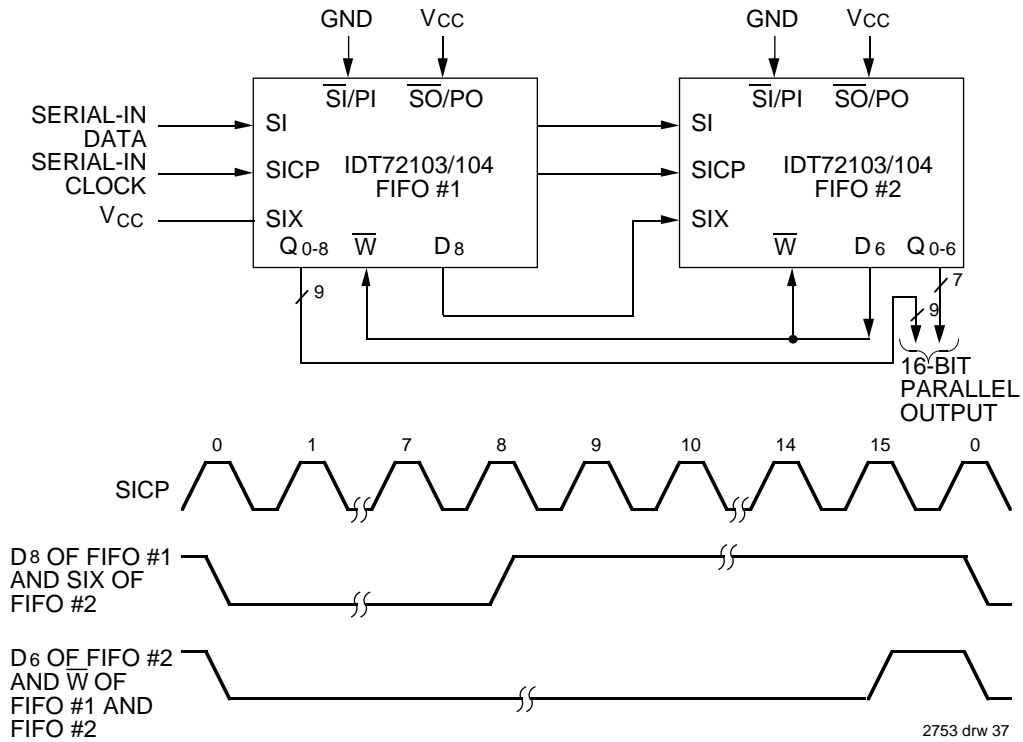 GND
VCC
GND
VCC
SI/PI
SO/PO
SI/PI
SO/PO
SERIAL-IN
DATA
SERIAL-IN
CLOCK
VCC
SI
SICP
SIX
IDT72103/104
FIFO #1
Q0-8
W
D8
SI
SICP
SIX
IDT72103/104
FIFO #2
W
D6
Q0-6
9
7
9
16-BIT
PARALLEL
OUTPUT
0 1 7 8 9 10 14 15 0
SICP
D8 OF FIFO #1
AND SIX OF
FIFO #2
D6 OF FIFO #2
AND W OF
FIFO #1 AND
FIFO #2
2753 drw 37